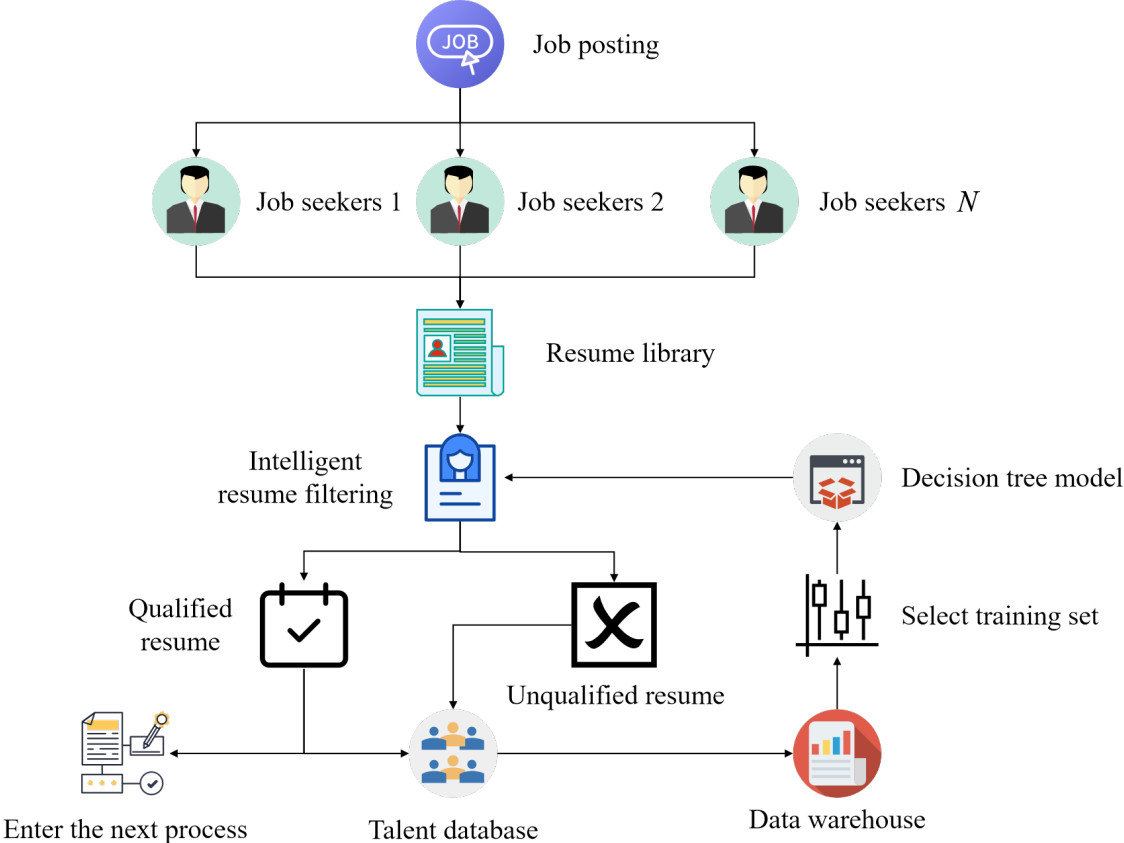 JOB
Job posting
Job seekers 1
Job seekers 2
Job seekers N
Resume library
Intelligent
resume filtering
Decision tree model
Qualified
resume
Select training set
Unqualified resume
Enter the next process
Talent database
Data warehouse